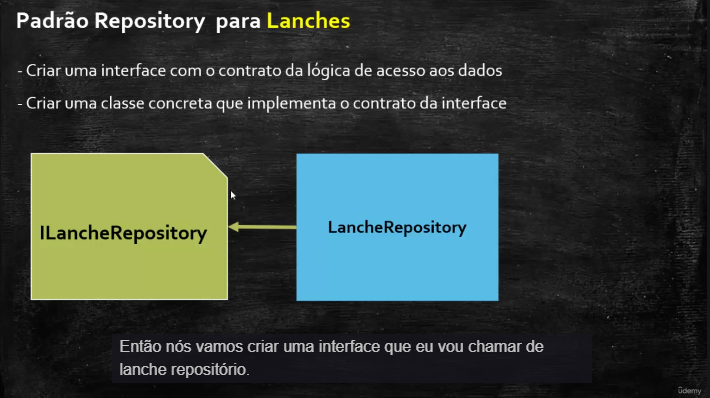 Padrão Repository para Lanches
- Criar uma interface com o contrato da lógica de acesso aos dados
- Criar uma classe concreta que implementa o contrato da interface
ILancheRepository
LancheRepository
Então nós vamos criar uma interface que eu vou chamar de
lanche repositório.
ûdemy